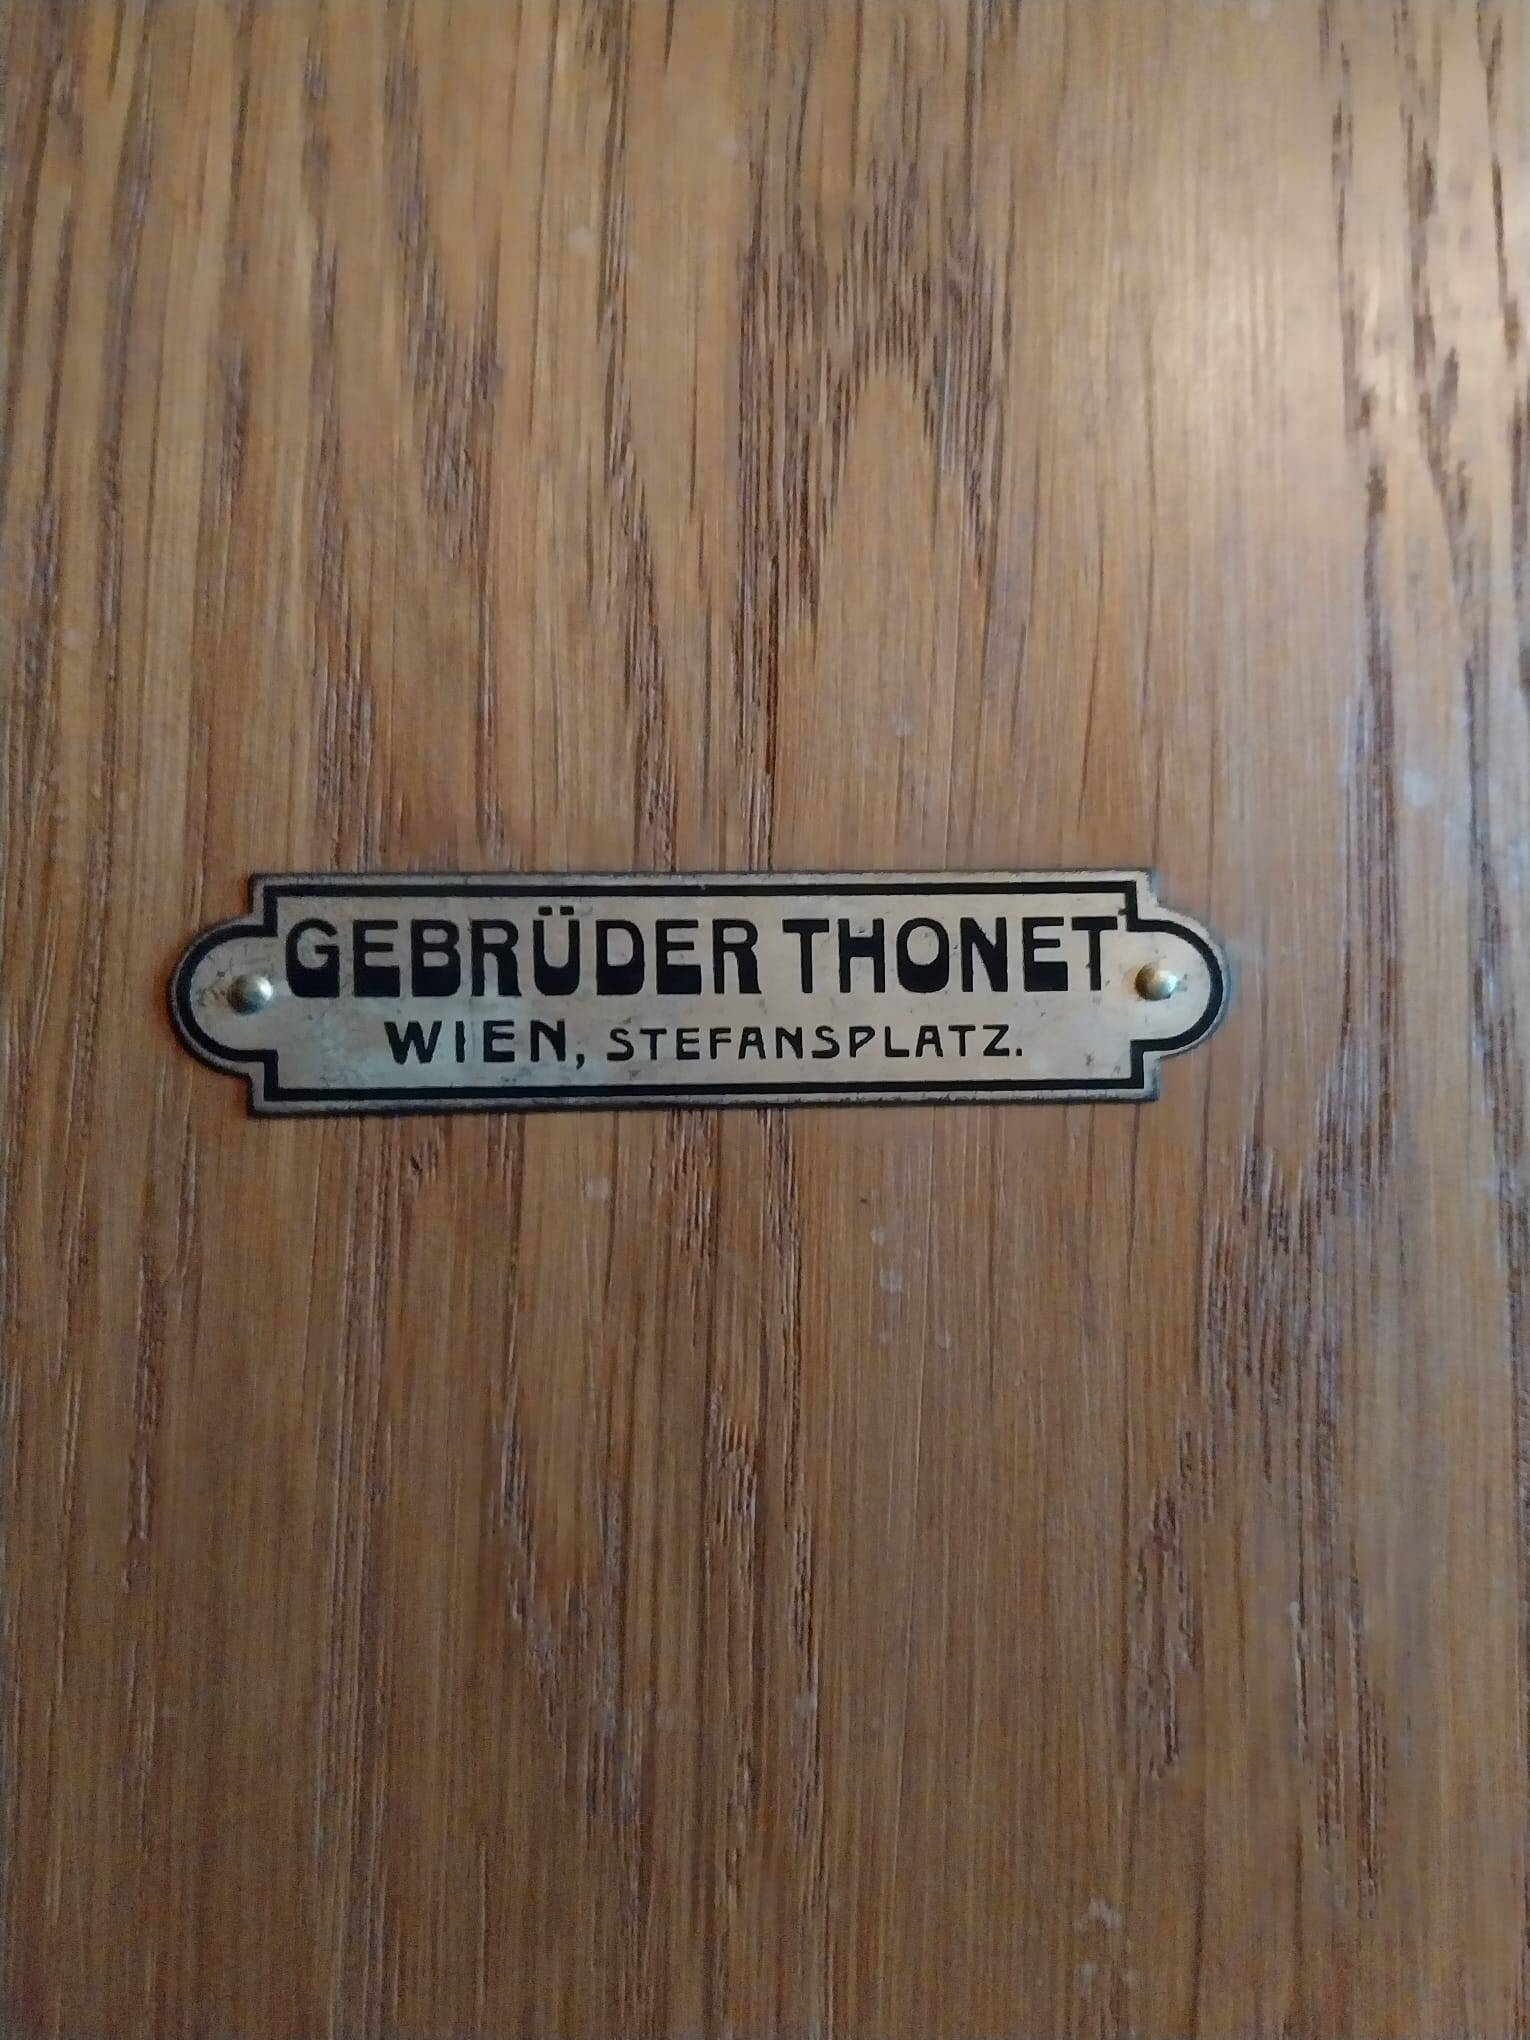 GEBRÜDER THONET
WIEN, STEFANSPLATZ.